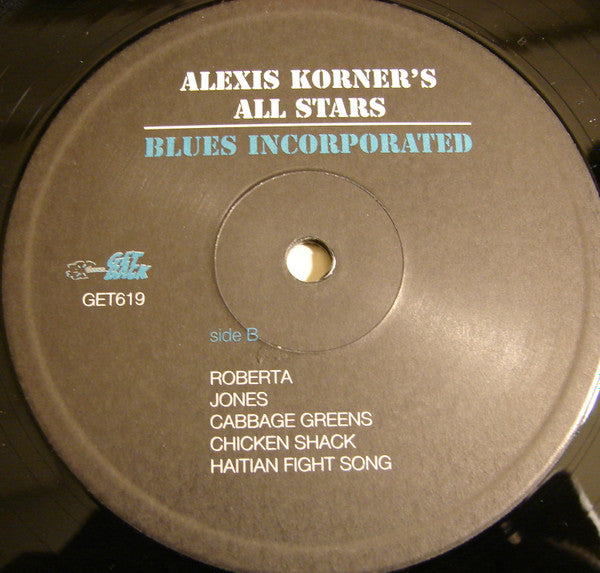 ALEXIS KORNER'S
ALL STARS
BLUES INCORPORATED
GET
BACK
GET619
side B
ROBERTA
JONES
CABBAGE GREENS
CHICKEN SHACK
HAITIAN FIGHT SONG